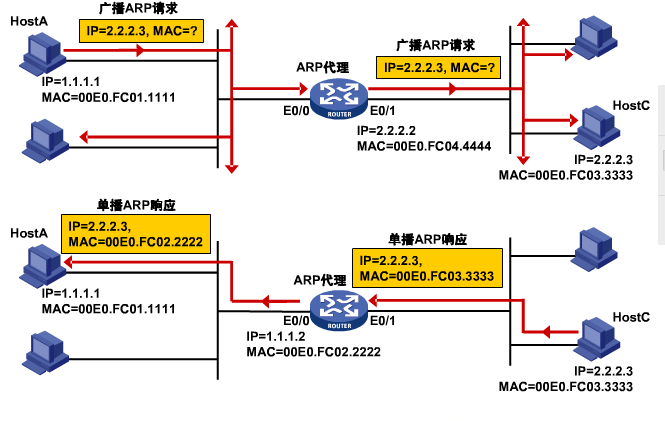 广播ARP请求
HostA
IP=2.2.2.3, MAC=?
IP=1.1.1.1
MAC=00E0.FC01.1111
ARP代理
广播ARP请求
IP=2.2.2.3, MAC=?
E0/0
ROUTER
E0/1
HostC
IP=2.2.2.2
MAC=00E0.FC04.4444
IP=2.2.2.3
MAC=00E0.FC03.3333
单播ARP响应
HostA
IP=2.2.2.3,
MAC=00E0.FC02.2222
IP=1.1.1.1
MAC=00E0.FC01.1111
单播ARP响应
IP=2.2.2.3,
MAC=00E0.FC03.3333
ARP代理
E0/0
ROUTER
E0/1
IP=1.1.1.2
MAC=00E0.FC02.2222
HostC
IP=2.2.2.3
MAC=00E0.FC03.3333